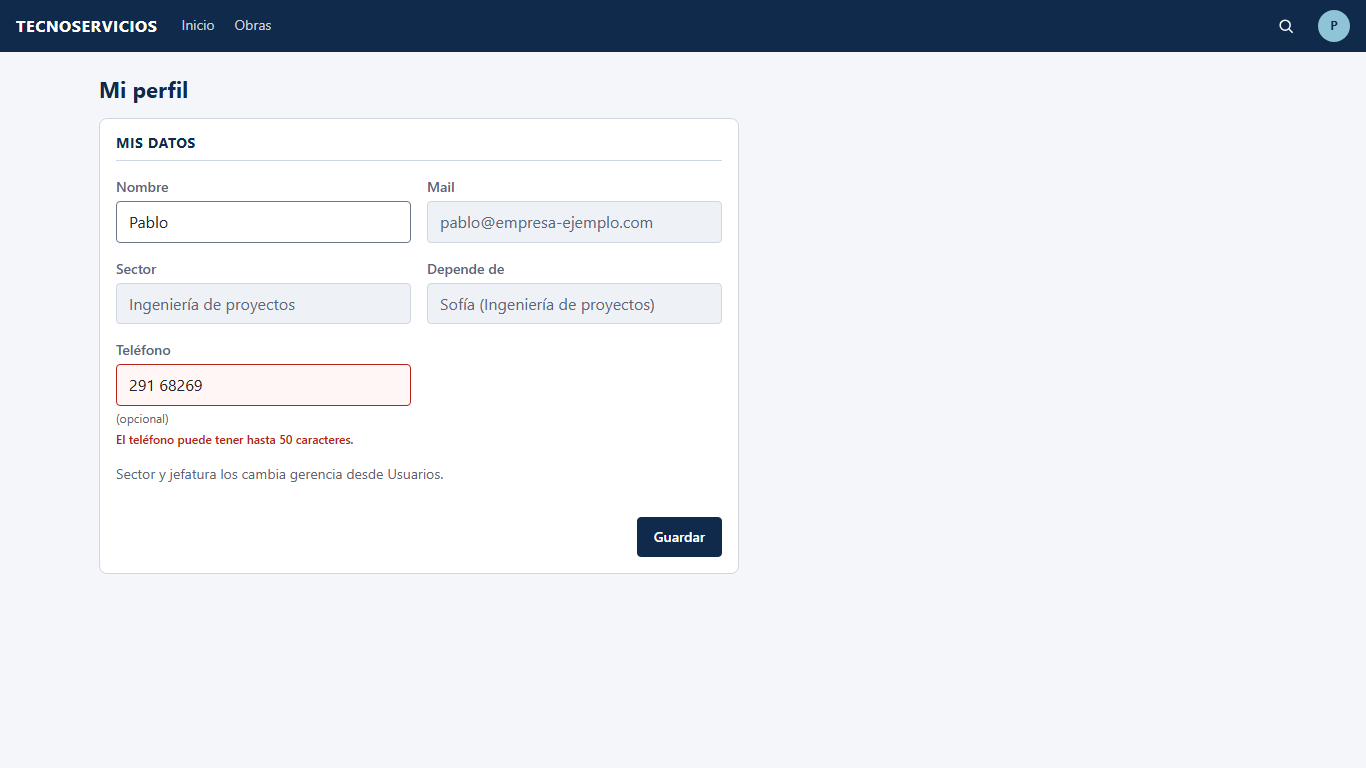 TECNOSERVICIOS Inicio Obras P
Mi perfil
MIS DATOS
Nombre Mail
Pablo pablo@empresa-ejemplo.com
Sector Depende de
Ingeniería de proyectos Sofía (Ingeniería de proyectos)
Teléfono
291 68269
(opcional)
El teléfono puede tener hasta 50 caracteres.
Sector y jefatura los cambia gerencia desde Usuarios.
Guardar